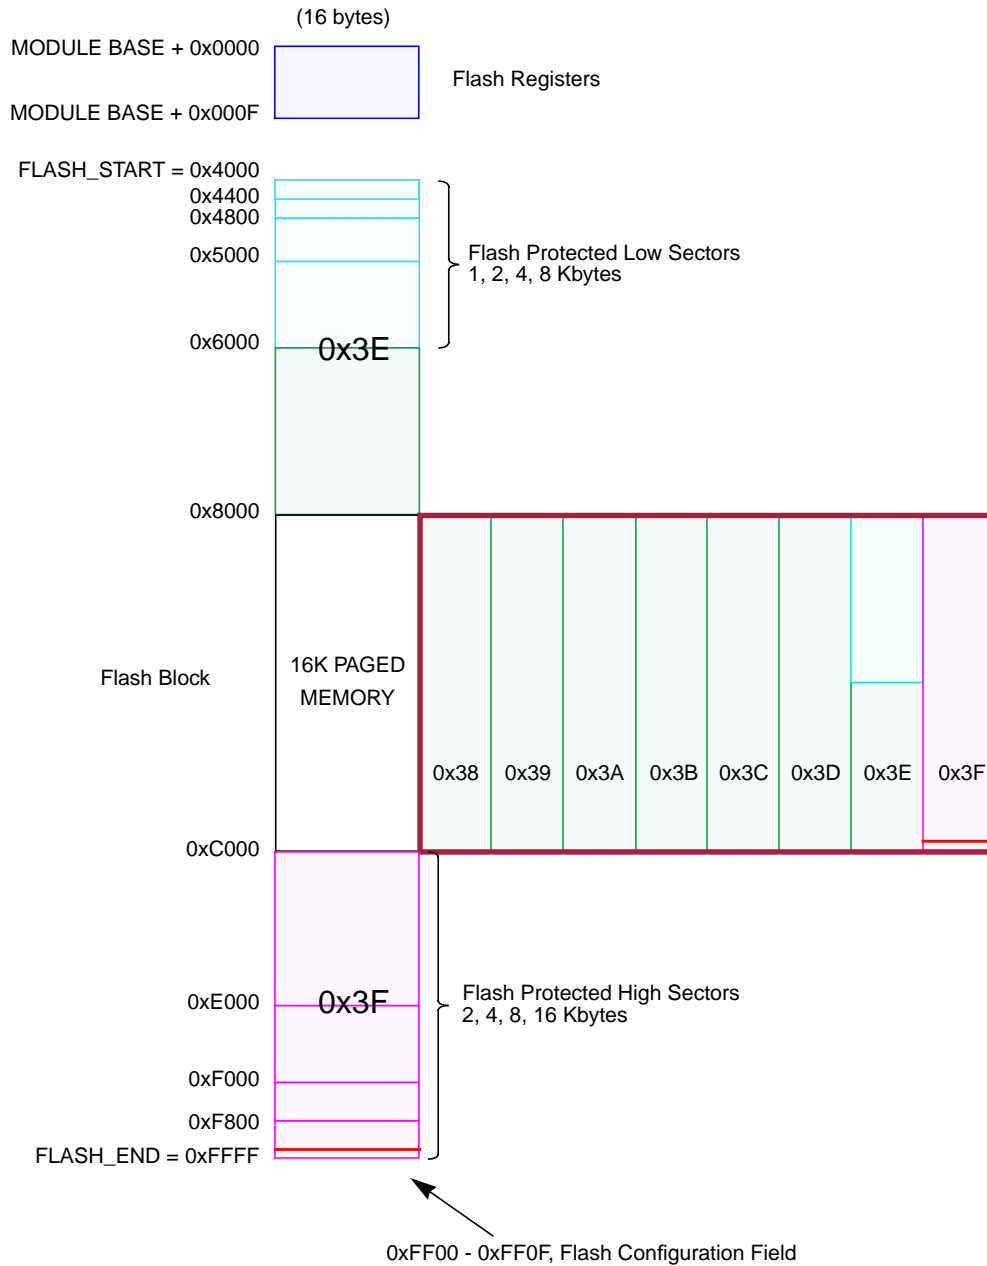 (16 bytes)
MODULE BASE + 0x0000
Flash Registers
MODULE BASE + 0x000F
FLASH_START = 0x4000
0x4400
0x4800
0x5000
Flash Protected Low Sectors
1, 2, 4, 8 Kbytes
0x6000
0x3E
0x8000
Flash Block
16K PAGED
MEMORY
0x38
0x39
0x3A
0x3B
0x3C
0x3D
0x3E
0x3F
0xC000
0xE000
0x3F
Flash Protected High Sectors
2, 4, 8, 16 Kbytes
0xF000
0xF800
FLASH_END = 0xFFFF
0xFF00 - 0xFF0F, Flash Configuration Field